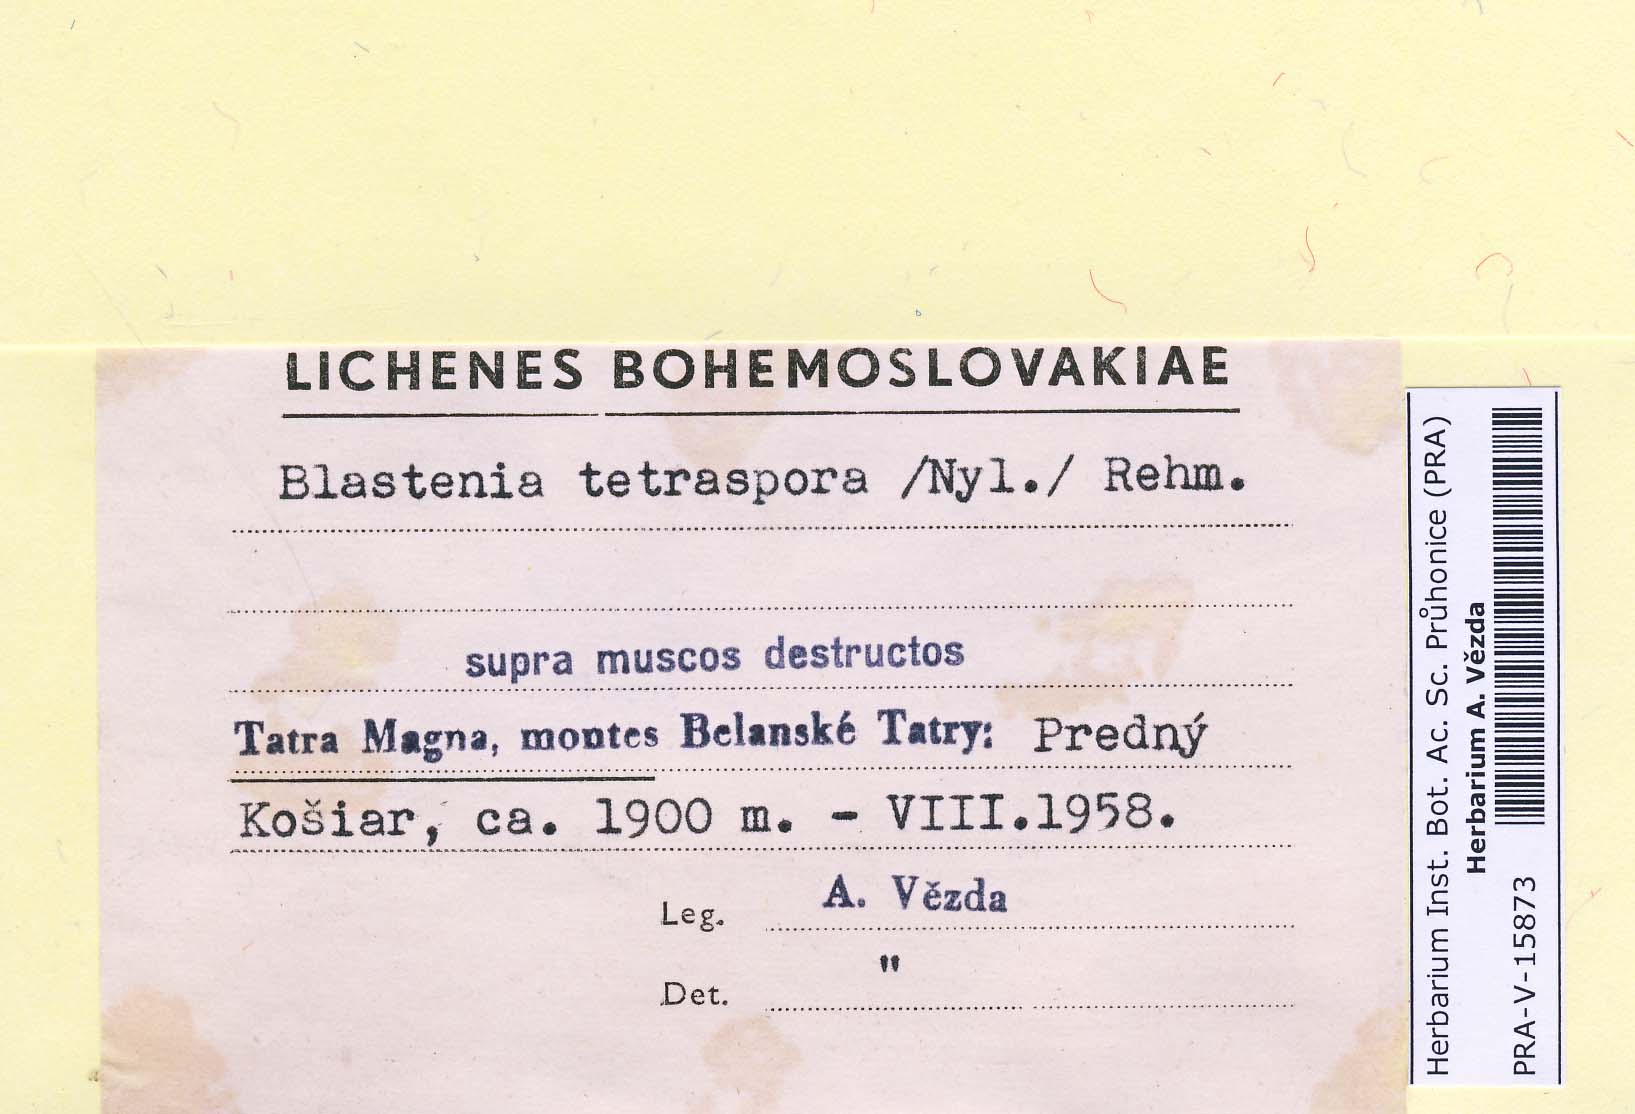 LICHENES BOHEMOSLOVAKIAE
Blastenia tetraspora /Nyl./ Rehm.
supra muscos destructos
Tatra Magna, montes Belanské Tatry: Predný
Košiar, ca. 1900 m. - VIII.1958.
Leg. A. Vězda
Det. "
Herbarium Inst. Bot. Ac. Sc. Průhonice (PRA)
Herbarium A. Vězda
PRA-V-15873